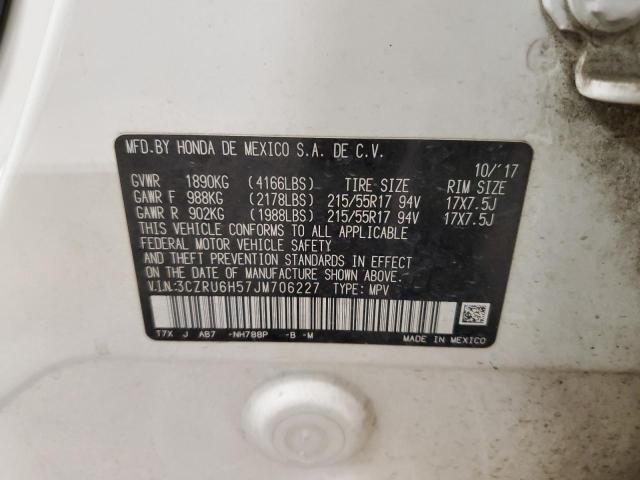 MFD.BY HONDA DE MEXICO S.A. DE C.V.
10/'17
GVWR 1890KG (4166LBS) TIRE SIZE RIM SIZE
GAWR F 988KG (2178LBS) 215/55R17 94V 17X7.5J
GAWR R 902KG (1988LBS) 215/55R17 94V 17X7.5J
THIS VEHICLE CONFORMS TO ALL APPLICABLE
FEDERAL MOTOR VEHICLE SAFETY
AND THEFT PREVENTION STANDARDS IN EFFECT
ON THE DATE OF MANUFACTURE SHOWN ABOVE.
V.I.N:3CZRU6H57JM706227 TYPE: MPV
T7X J AB7 -NH788P -B -M MADE IN MEXICO